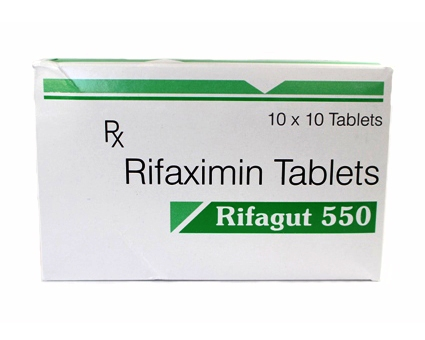 10 x 10 Tablets
Rx
Rifaximin Tablets
Rifagut 550